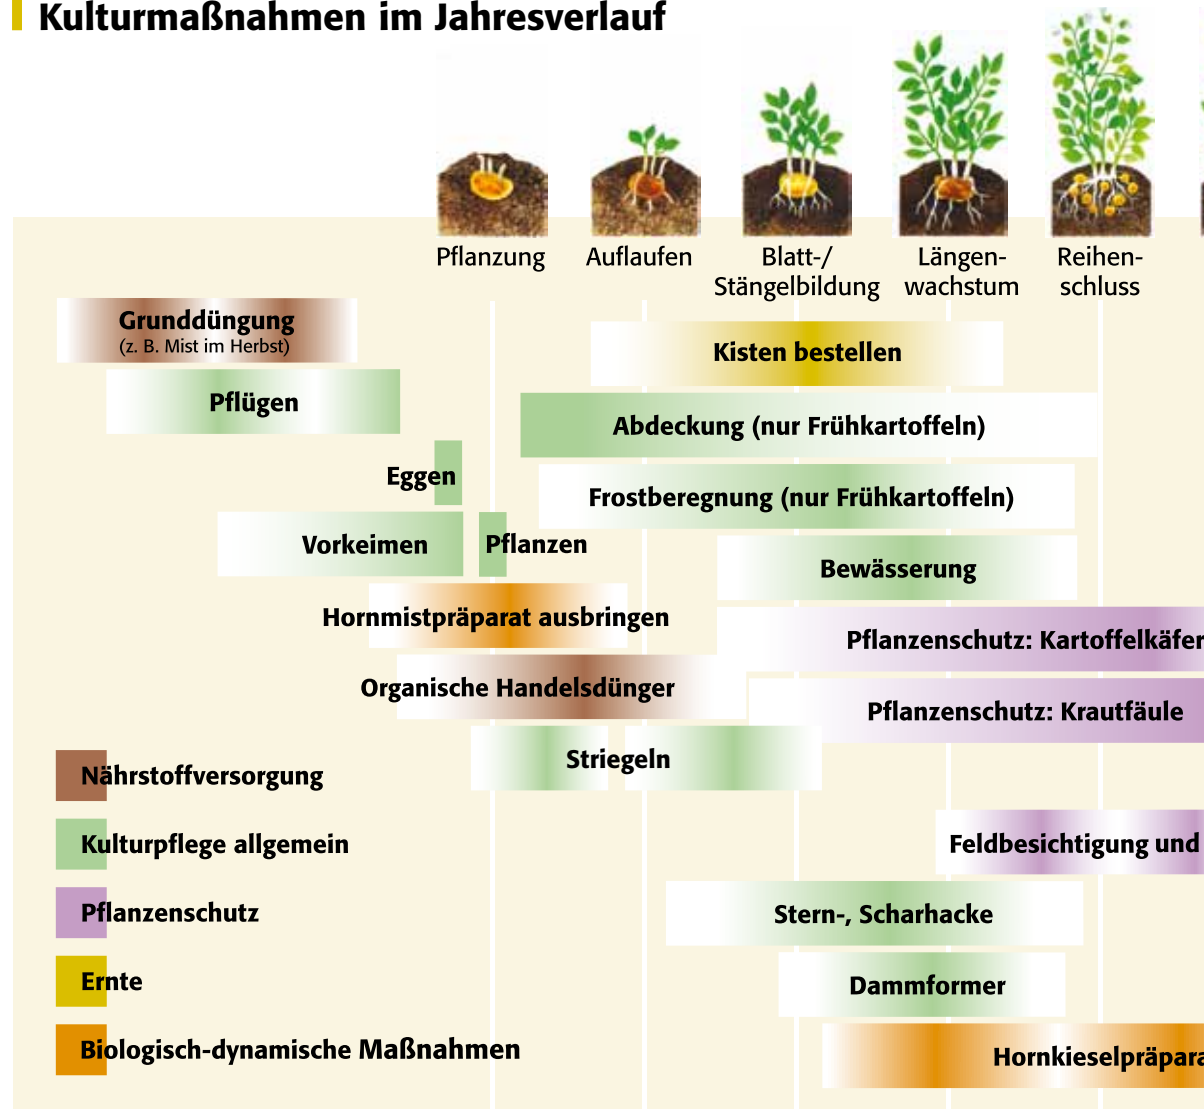 Kulturmaßnahmen im Jahresverlauf
Pflanzung
Auflaufen
Blatt-/
Stängelbildung
Längen-
wachstum
Reihen-
schluss
Grunddüngung
(z. B. Mist im Herbst)
Kisten bestellen
Pflügen
Abdeckung (nur Frühkartoffeln)
Eggen
Frostberegnung (nur Frühkartoffeln)
Vorkeimen
Pflanzen
Bewässerung
Hornmistpräparat ausbringen
Pflanzenschutz: Kartoffelkäfer
Organische Handelsdünger
Pflanzenschutz: Krautfäule
Striegeln
Nährstoffversorgung
Kulturpflege allgemein
Feldbesichtigung und
Pflanzenschutz
Stern-, Scharhacke
Ernte
Dammformer
Biologisch-dynamische Maßnahmen
Hornkieselpräpara